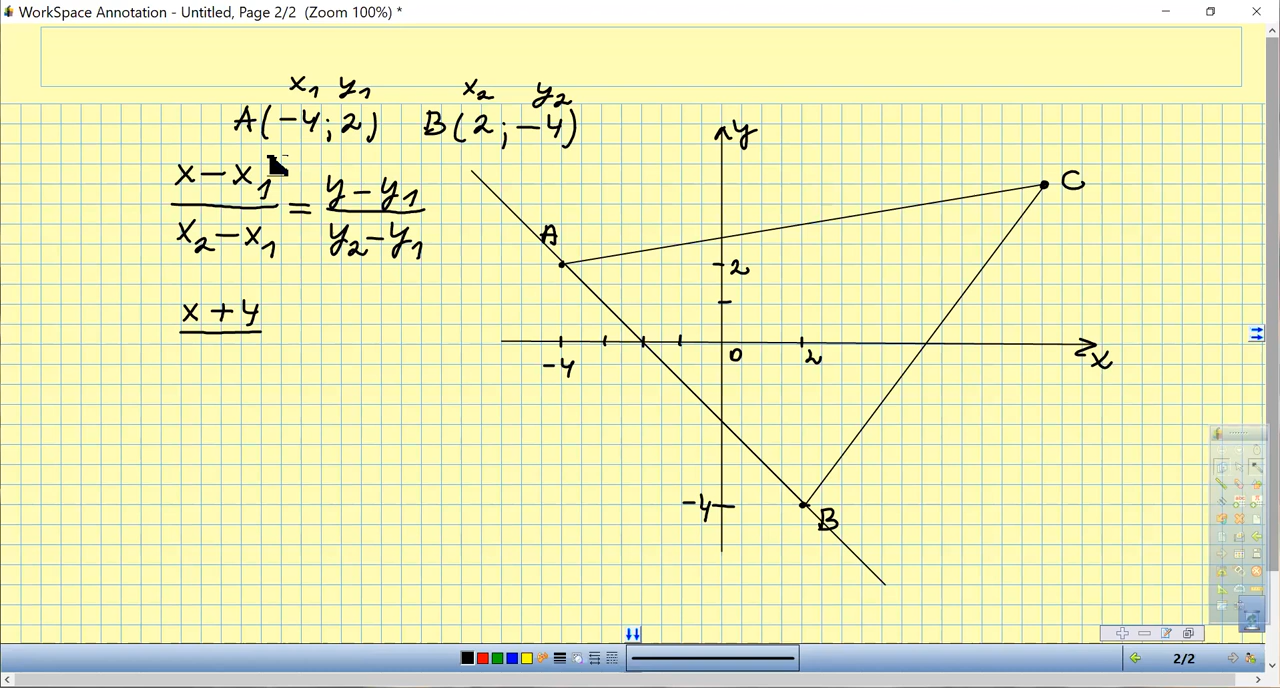 WorkSpace Annotation - Untitled, Page 2/2 (Zoom 100%) *
x₁ y₁ x₂ y₂
A(-4; 2) B(2; -4)
x - x₁ / x₂ - x₁ = y - y₁ / y₂ - y₁
x + 4
y
C
A
2
-4
0
2
x
-4
B
2/2